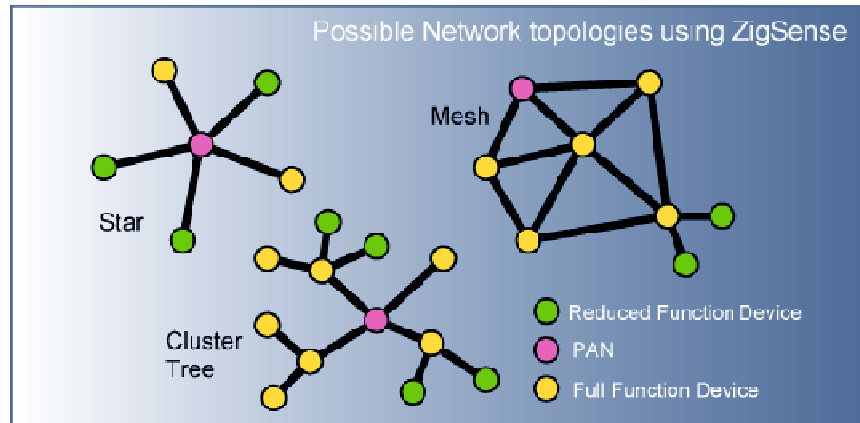 Possible Network topologies using ZigSense
Mesh
Star
Cluster
Tree
Reduced Function Device
PAN
Full Function Device